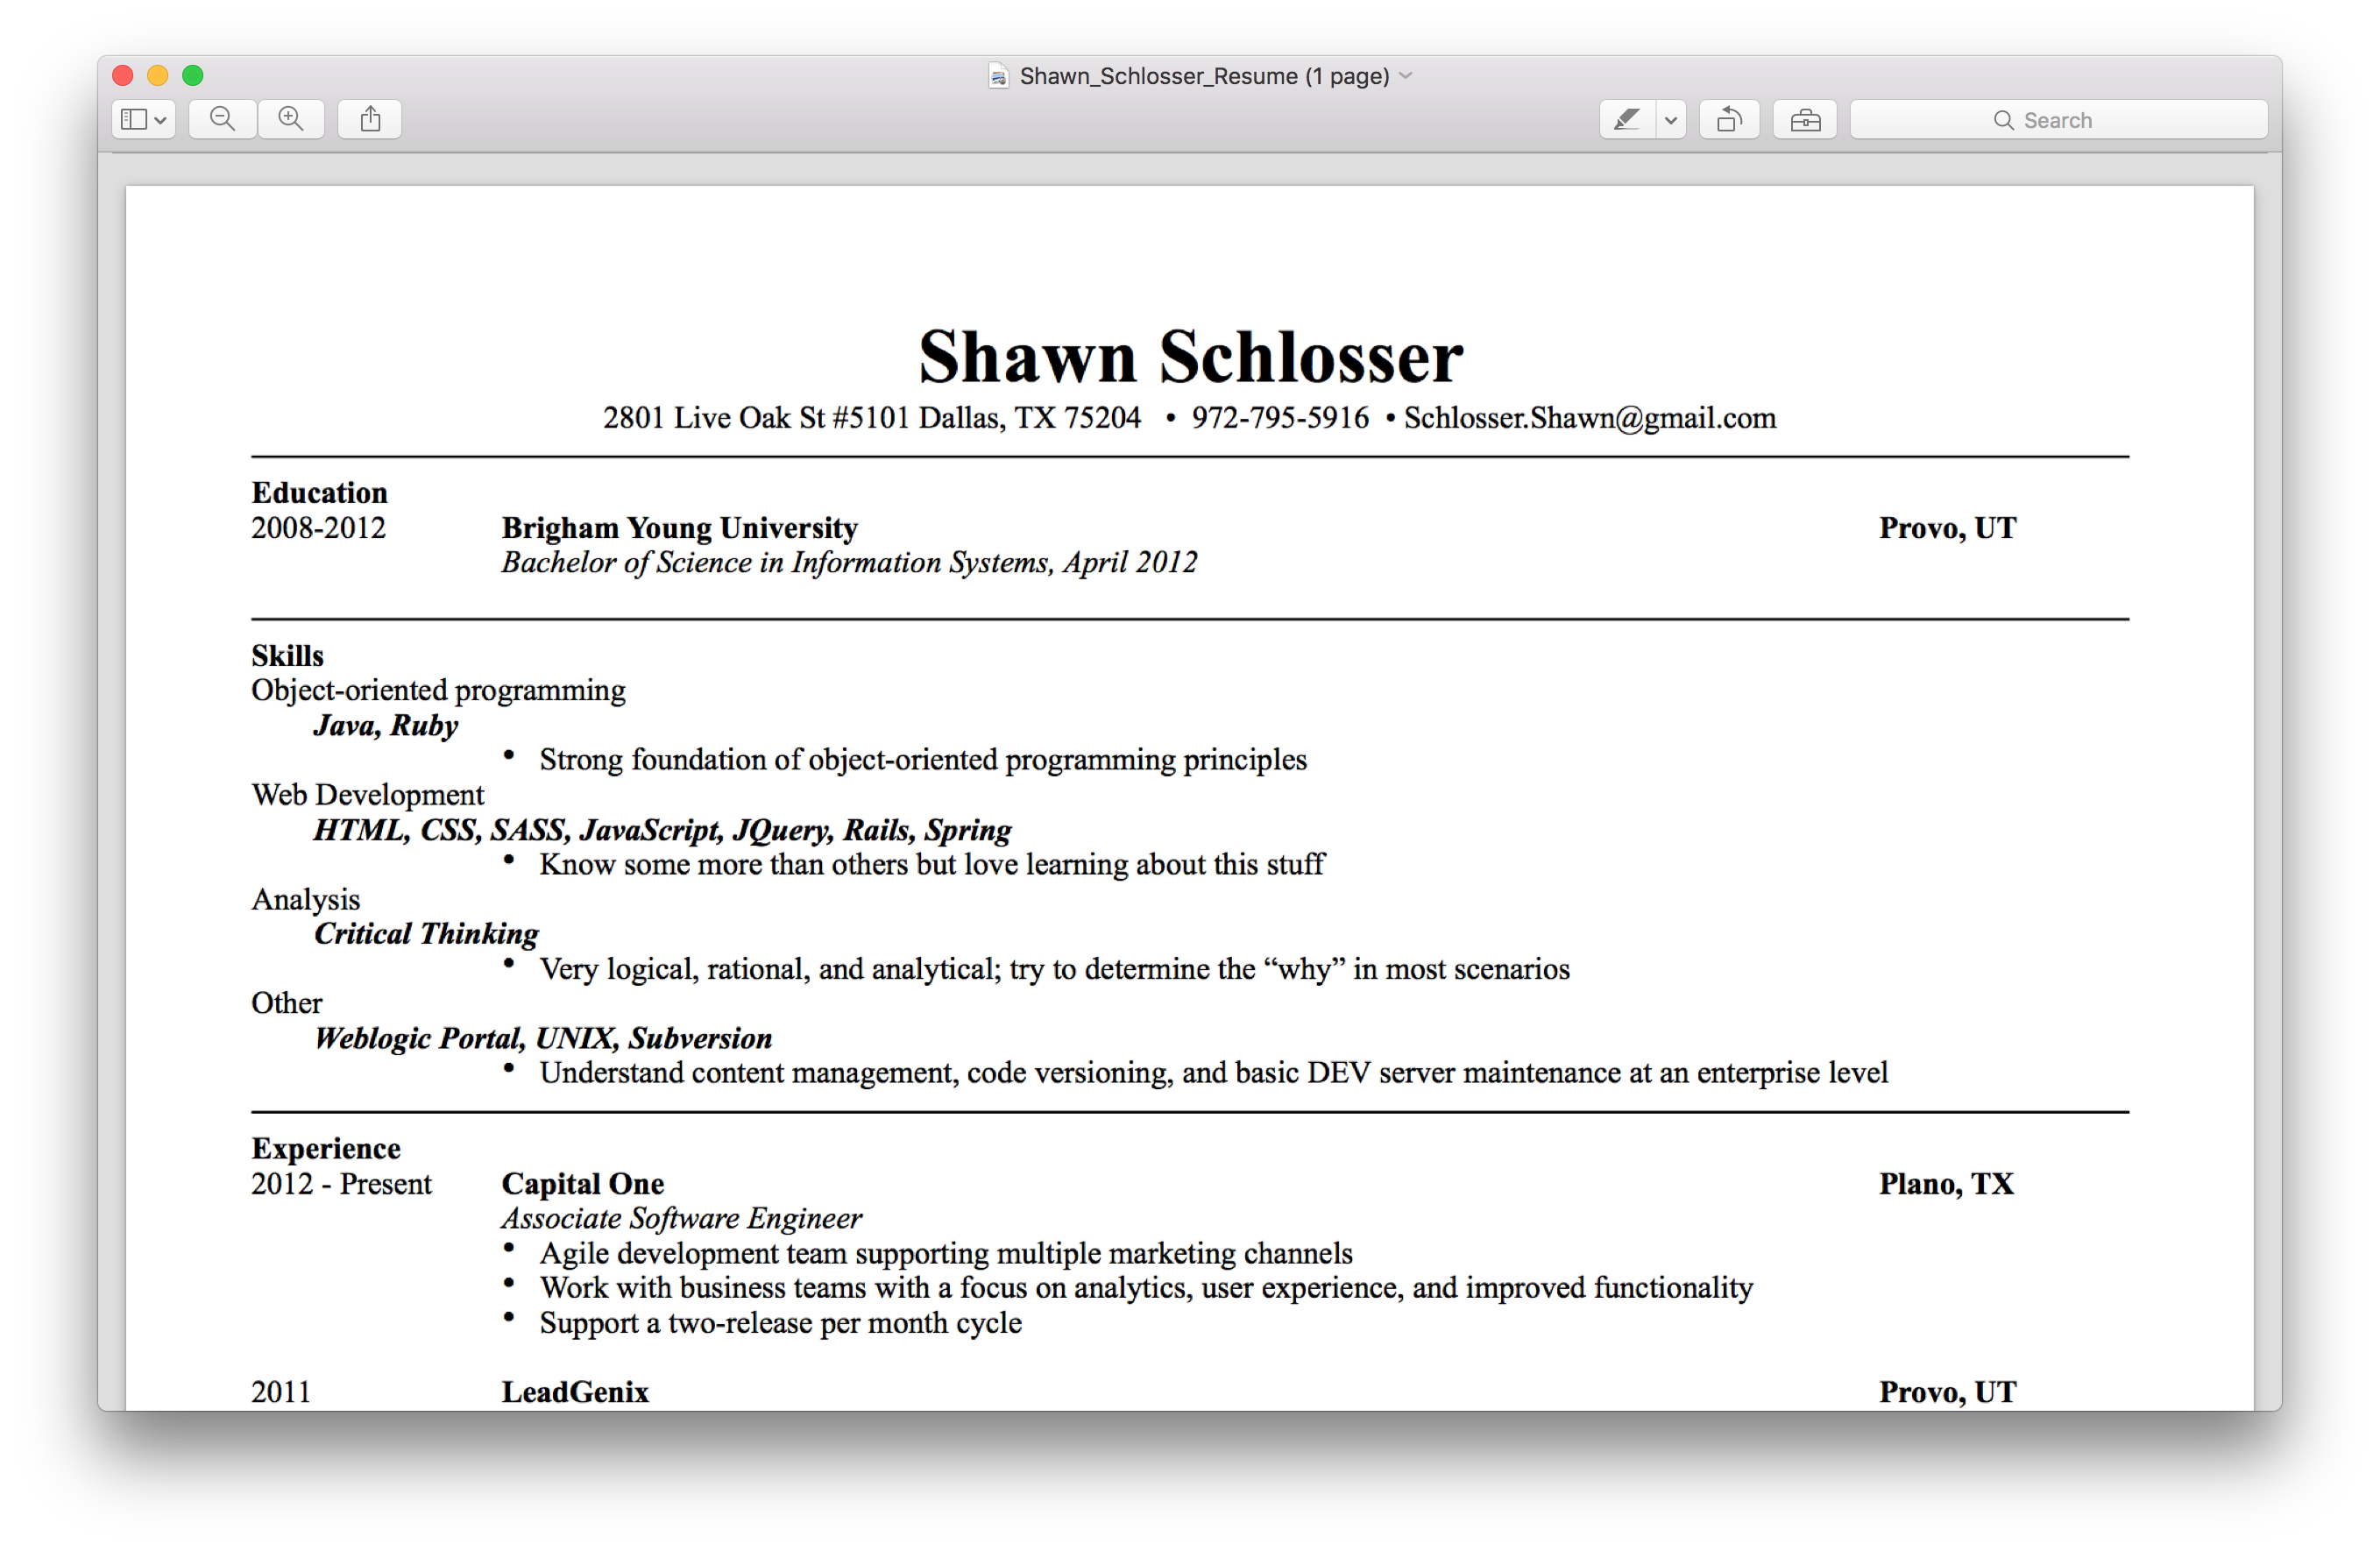 Shawn_Schlosser_Resume (1 page)
Search
Shawn Schlosser
2801 Live Oak St #5101 Dallas, TX 75204 • 972-795-5916 • Schlosser.Shawn@gmail.com
Education
2008-2012 Brigham Young University Provo, UT
Bachelor of Science in Information Systems, April 2012
Skills
Object-oriented programming
Java, Ruby
• Strong foundation of object-oriented programming principles
Web Development
HTML, CSS, SASS, JavaScript, JQuery, Rails, Spring
• Know some more than others but love learning about this stuff
Analysis
Critical Thinking
• Very logical, rational, and analytical; try to determine the “why” in most scenarios
Other
Weblogic Portal, UNIX, Subversion
• Understand content management, code versioning, and basic DEV server maintenance at an enterprise level
Experience
2012 - Present Capital One Plano, TX
Associate Software Engineer
• Agile development team supporting multiple marketing channels
• Work with business teams with a focus on analytics, user experience, and improved functionality
• Support a two-release per month cycle
2011 LeadGenix Provo, UT